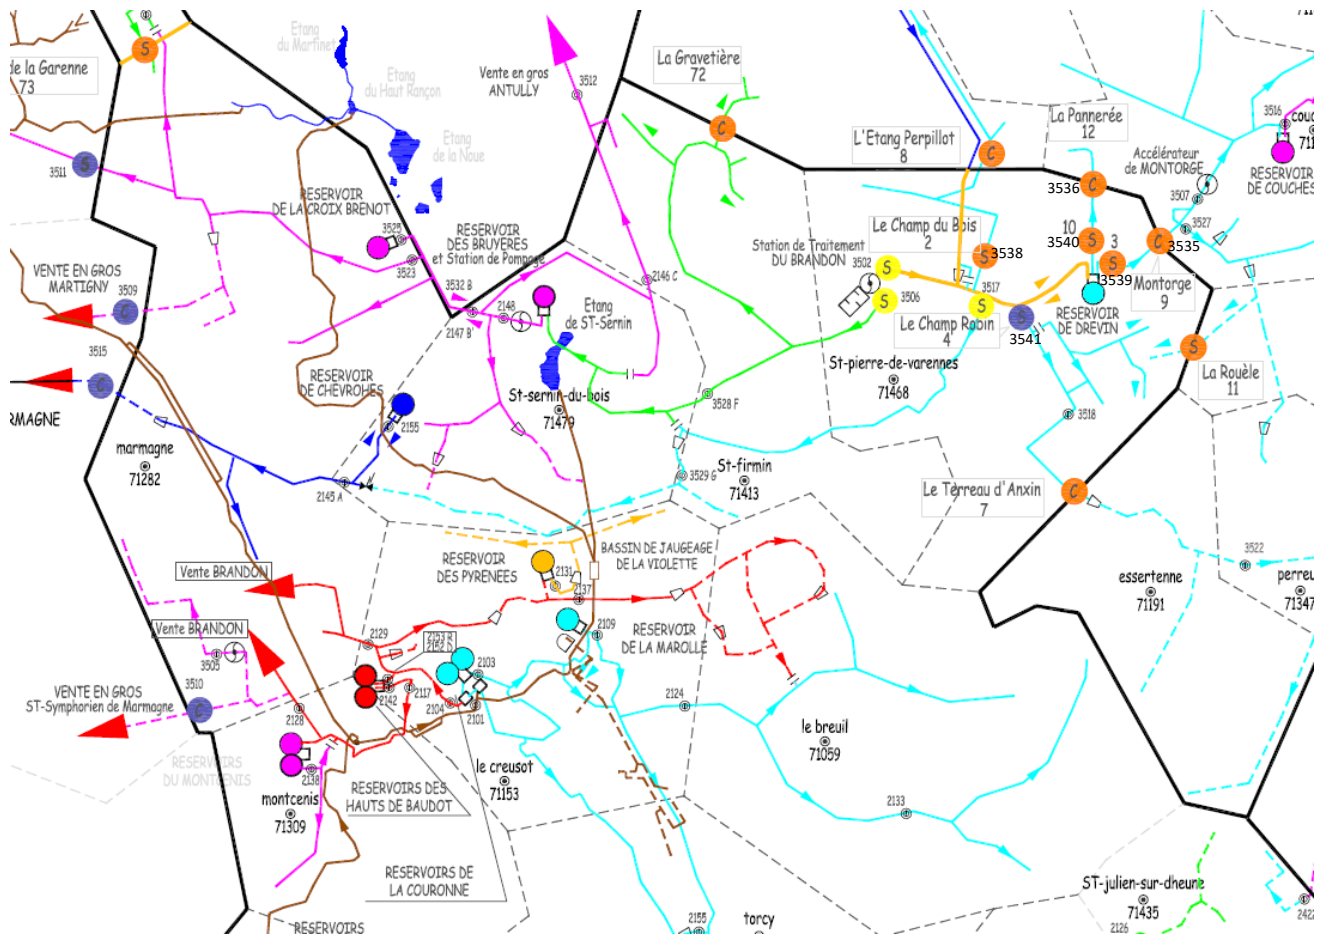 Etang
du Martinet
Etang
du Haut Rançon
Etang
de la Noue
S
de la Garenne
73
3511
S
Vente en gros
ANTULLY
3512
La Gravetière
72
C
L'Etang Perpillot
8
C
La Pannerée
12
3516
RESERVOIR
DE COUCHES
Accélérateur
de MONTORGE
3507
3527
3536
C
RESERVOIR
DE LA CROIX BRENOT
3525
3523
RESERVOIR
DES BRUYERES
et Station de Pompage
3532 B
2147 B'
2148
2146 C
Le Champ du Bois
2
S
3538
Station de Traitement
DU BRANDON
3502
S
3506
S
3517
S
Le Champ Robin
4
S
3541
10
3540
S
3
S
3539
C
3535
Montorge
9
RESERVOIR
DE DREVIN
VENTE EN GROS
MARTIGNY
3509
C
3515
C
Etang
de ST-Sernin
RESERVOIR
DE CHEVROHES
2155
St-sernin-du-bois
71479
3528 F
St-pierre-de-varennes
71468
3518
S
La Rouèle
11
marmagne
71282
2145 A
3529 G
St-firmin
71413
Le Terreau d'Anxin
7
C
3522
essertenne
71191
71347
Vente BRANDON
Vente BRANDON
RESERVOIR
DES PYRENEES
2131
2137
BASSIN DE JAUGEAGE
DE LA VIOLETTE
RESERVOIR
DE LA MAROLLE
2109
2129
2153 R
2152 D
2103
2142
2117
2104
2101
2124
3505
3510
C
VENTE EN GROS
ST-Symphorien de Marmagne
2128
RESERVOIRS
DU MONTCENIS
2138
montcenis
71309
RESERVOIRS DES
HAUTS DE BAUDOT
le creusot
71153
le breuil
71059
2133
RESERVOIRS DE
LA COURONNE
RESERVOIRS
2155
torcy
ST-julien-sur-dheune
71435
2126
2422